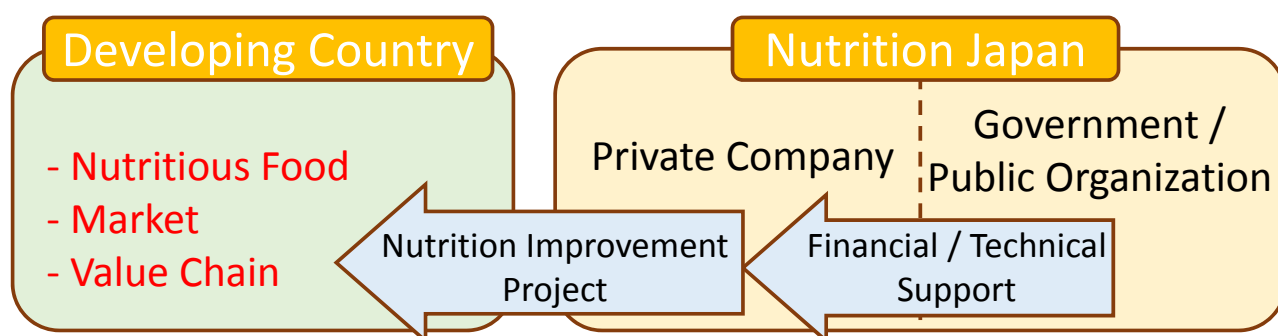 Developing Country
- Nutritious Food
- Market
- Value Chain
Nutrition Japan
Private Company
Government /
Public Organization
Nutrition Improvement
Project
Financial / Technical
Support